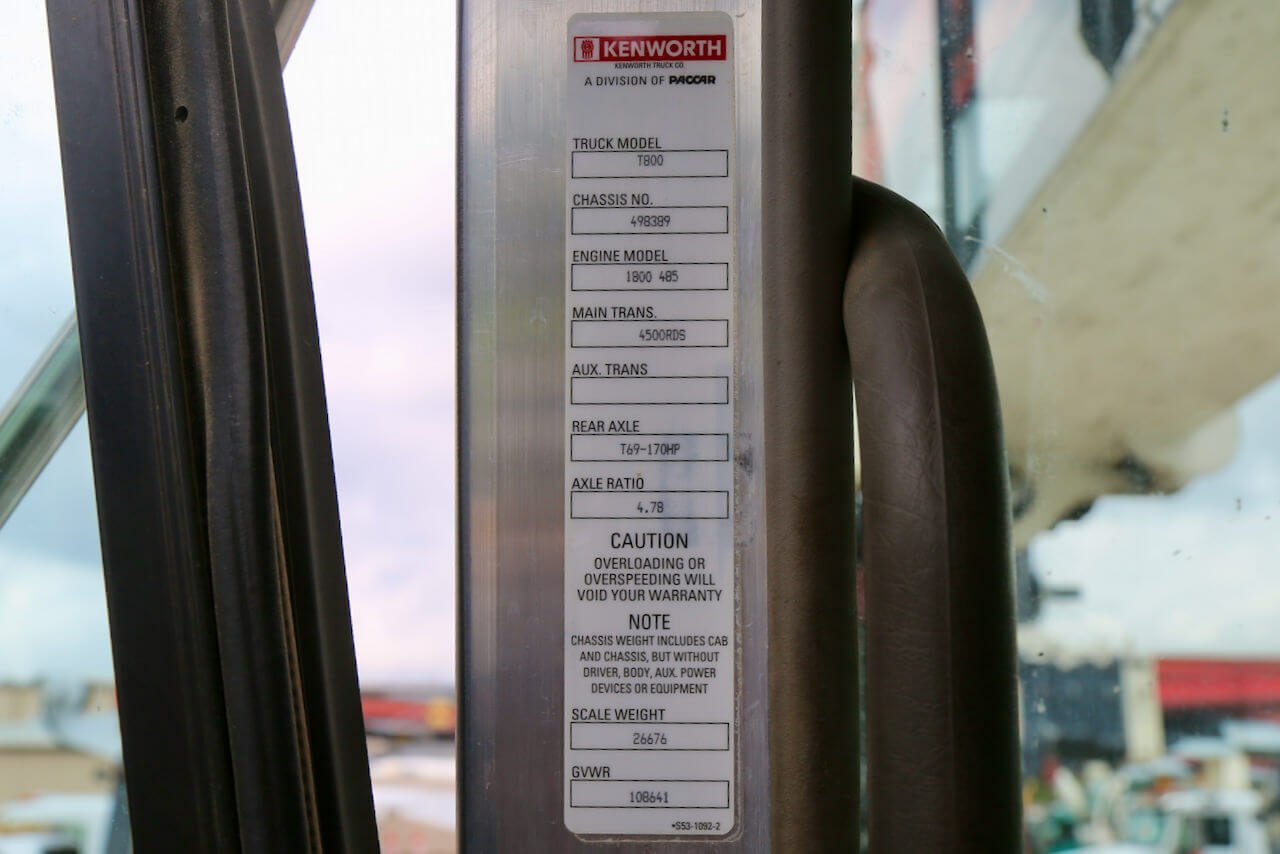 KENWORTH
KENWORTH TRUCK CO.
A DIVISION OF PACCAR
TRUCK MODEL
T800
CHASSIS NO.
498389
ENGINE MODEL
1800 485
MAIN TRANS.
4500RDS
AUX. TRANS
REAR AXLE
T69-170HP
AXLE RATIO
4.78
CAUTION
OVERLOADING OR
OVERSPEEDING WILL
VOID YOUR WARRANTY
NOTE
CHASSIS WEIGHT INCLUDES CAB
AND CHASSIS, BUT WITHOUT
DRIVER, BODY, AUX. POWER
DEVICES OR EQUIPMENT
SCALE WEIGHT
26676
GVWR
108641
•S53-1092-2